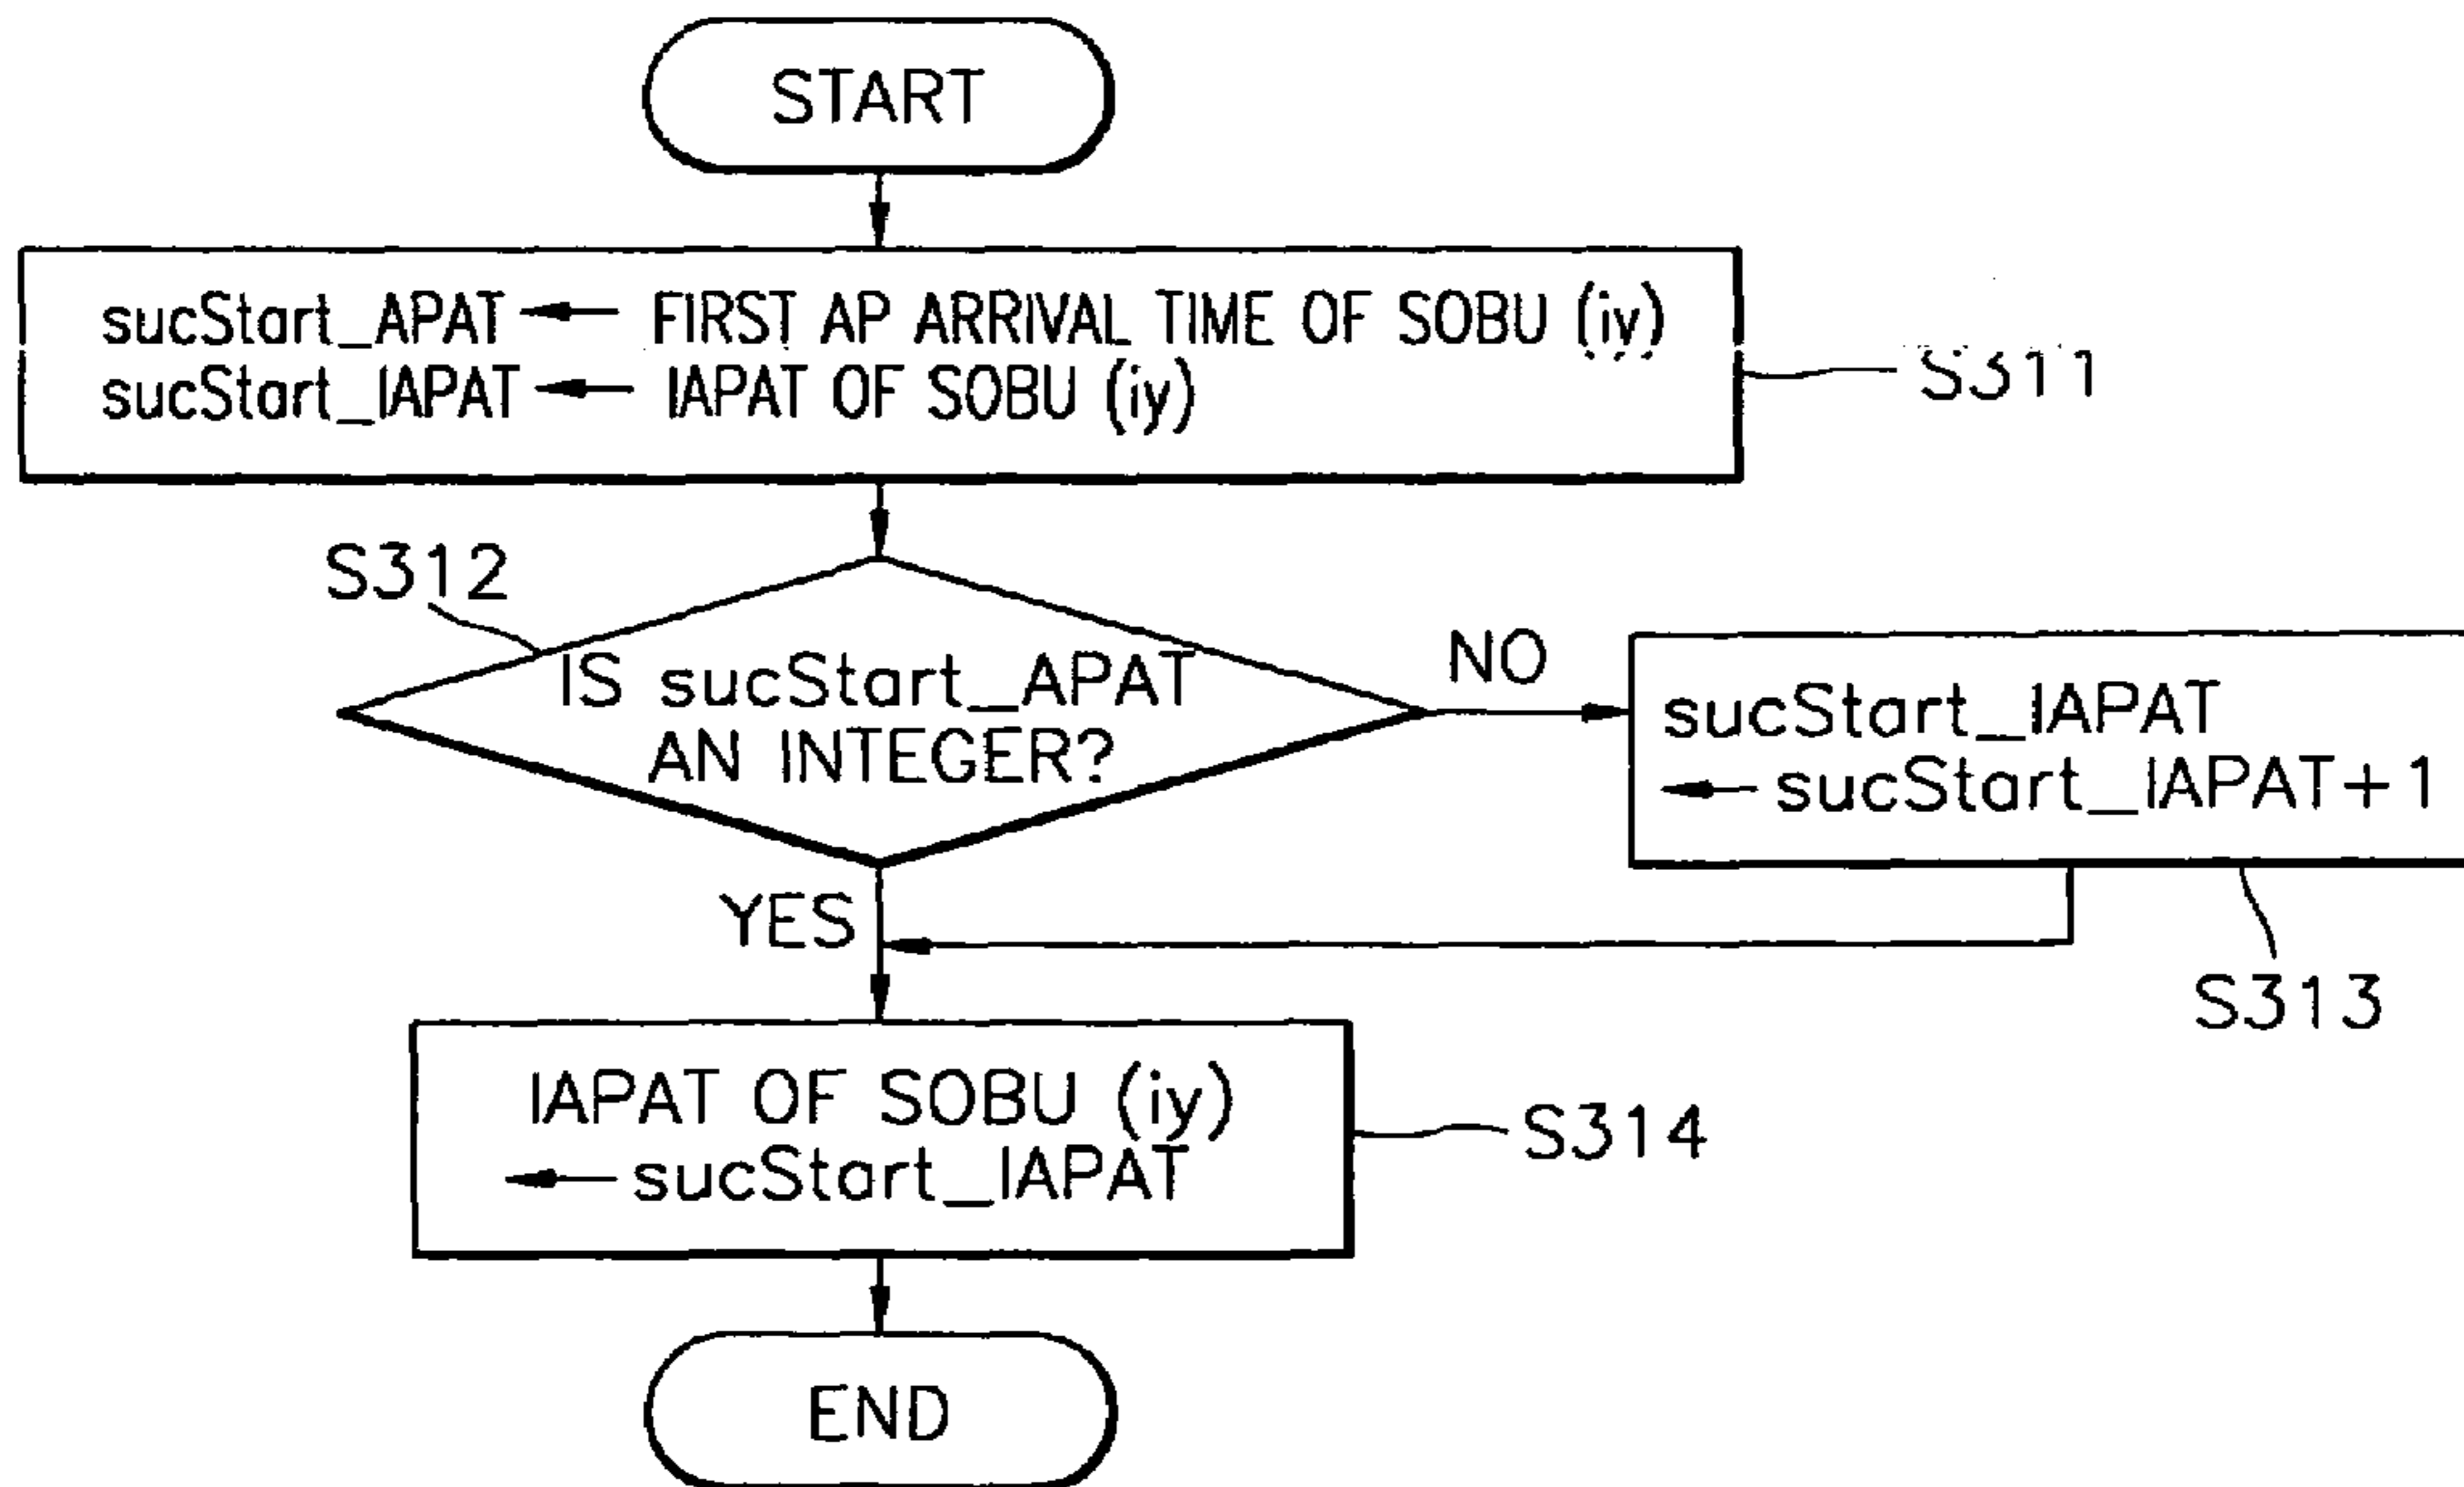 START
sucStart_APAT ← FIRST AP ARRIVAL TIME OF SOBU (iy)
sucStart_IAPAT ← IAPAT OF SOBU (iy)
S311
S312
IS sucStart_APAT
AN INTEGER?
NO
sucStart_IAPAT
← sucStart_IAPAT+1
YES
S313
IAPAT OF SOBU (iy)
← sucStart_IAPAT
S314
END